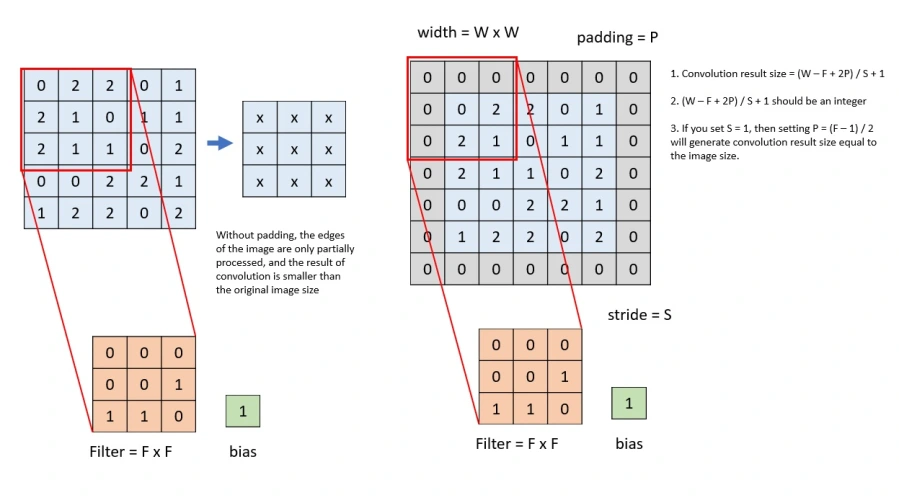 0 2 2 0 1
2 1 0 1 1
2 1 1 0 2
0 0 2 2 1
1 2 2 0 2
x x x
x x x
x x x
Without padding, the edges
of the image are only partially
processed, and the result of
convolution is smaller than
the original image size
0 0 0
0 0 1
1 1 0
Filter = F x F
1
bias
width = W x W
padding = P
0 0 0 0 0 0 0
0 0 2 2 0 1 0
0 2 1 0 1 1 0
0 2 1 1 0 2 0
0 0 0 2 2 1 0
0 1 2 2 0 2 0
0 0 0 0 0 0 0
stride = S
0 0 0
0 0 1
1 1 0
Filter = F x F
1
bias
1. Convolution result size = (W – F + 2P) / S + 1
2. (W – F + 2P) / S + 1 should be an integer
3. If you set S = 1, then setting P = (F – 1) / 2
will generate convolution result size equal to
the image size.